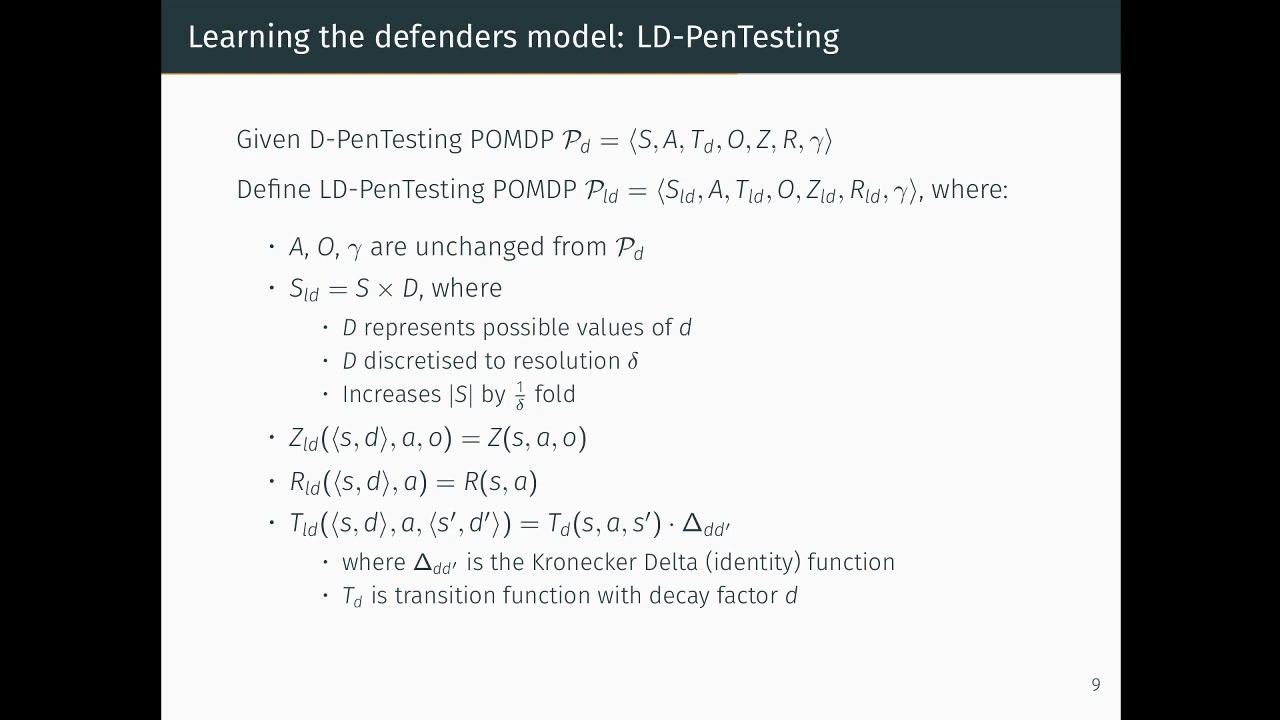 Learning the defenders model: LD-PenTesting
Given D-PenTesting POMDP 𝒫_d = ⟨S, A, T_d, O, Z, R, γ⟩
Define LD-PenTesting POMDP 𝒫_ld = ⟨S_ld, A, T_ld, O, Z_ld, R_ld, γ⟩, where:
· A, O, γ are unchanged from 𝒫_d
· S_ld = S × D, where
· D represents possible values of d
· D discretised to resolution δ
· Increases |S| by 1/δ fold
· Z_ld(⟨s, d⟩, a, o) = Z(s, a, o)
· R_ld(⟨s, d⟩, a) = R(s, a)
· T_ld(⟨s, d⟩, a, ⟨s′, d′⟩) = T_d(s, a, s′) · Δ_dd′
· where Δ_dd′ is the Kronecker Delta (identity) function
· T_d is transition function with decay factor d
9